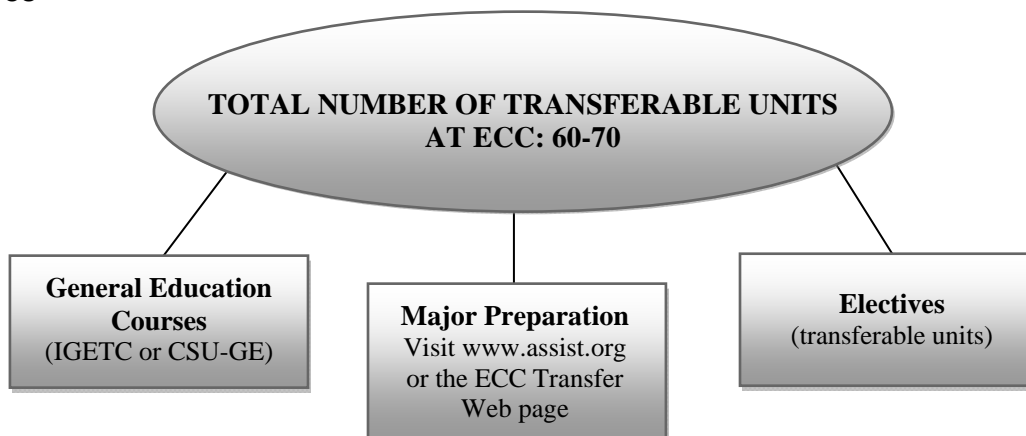 TOTAL NUMBER OF TRANSFERABLE UNITS
AT ECC: 60-70
General Education
Courses
(IGETC or CSU-GE)
Major Preparation
Visit www.assist.org
or the ECC Transfer
Web page
Electives
(transferable units)